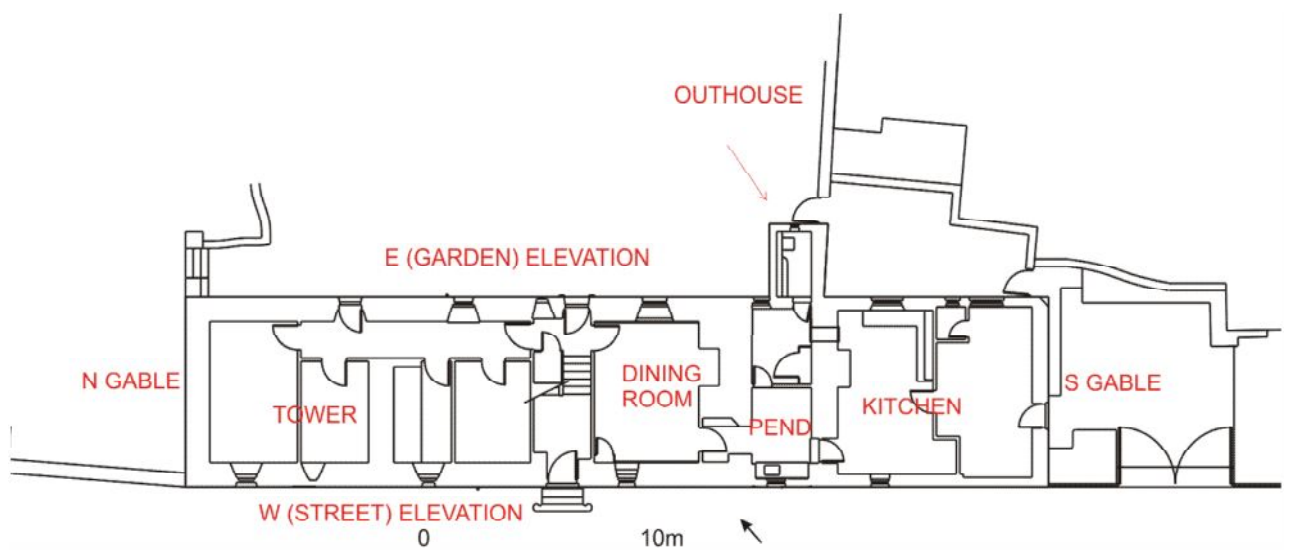 OUTHOUSE
E (GARDEN) ELEVATION
N GABLE
TOWER
DINING
ROOM
PEND
KITCHEN
S GABLE
W (STREET) ELEVATION
0
10m